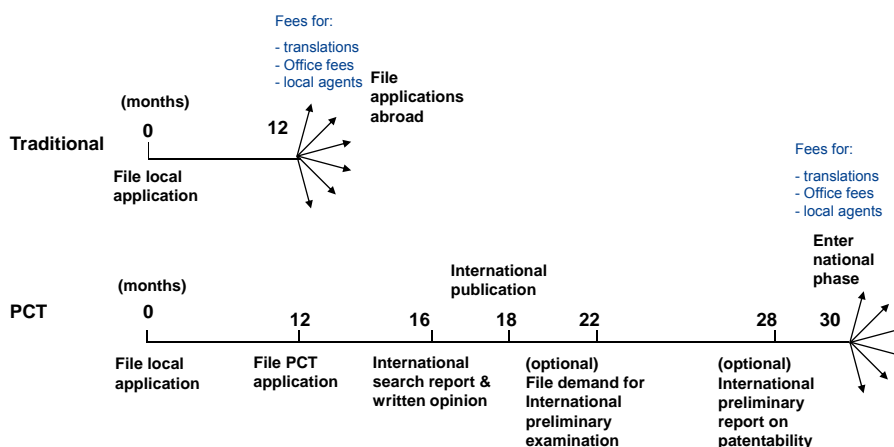 Fees for:
- translations
- Office fees
- local agents
File
applications
abroad
(months)
0
12
Traditional
File local
application
Fees for:
- translations
- Office fees
- local agents
Enter
national
phase
International
publication
(months)
0
12
16
18
22
28
30
PCT
File local
application
File PCT
application
International
search report &
written opinion
(optional)
File demand for
International
preliminary
examination
(optional)
International
preliminary
report on
patentability